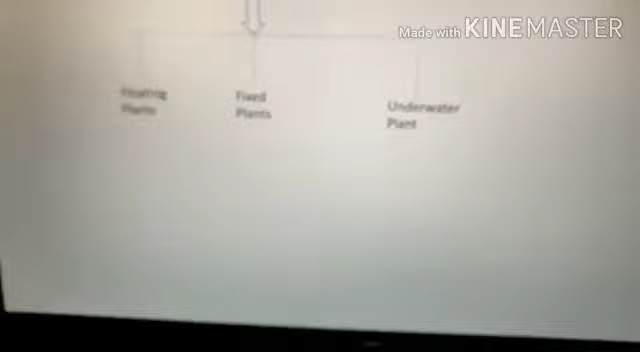 Made with KINEMASTER
Floating
Plants
Fixed
Plants
Underwater
Plant